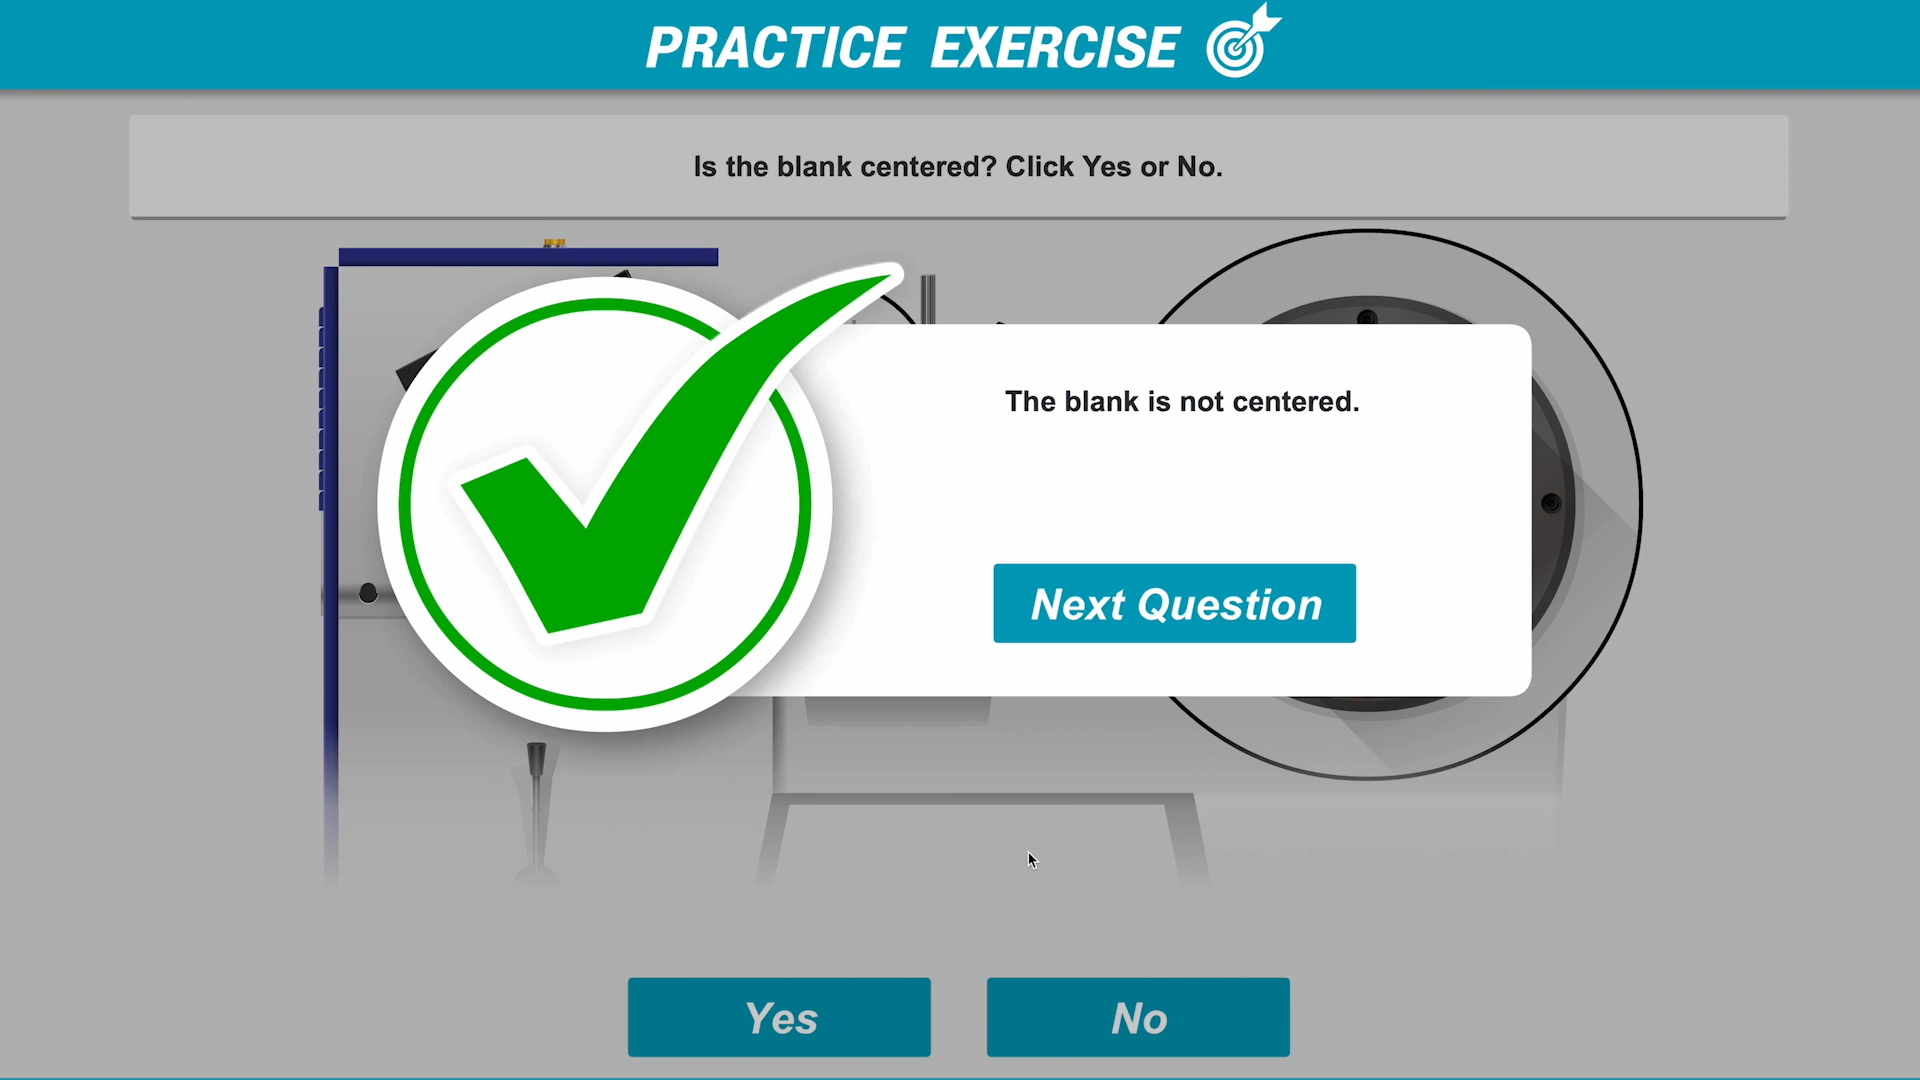 PRACTICE EXERCISE
Is the blank centered? Click Yes or No.
The blank is not centered.
Next Question
Yes
No